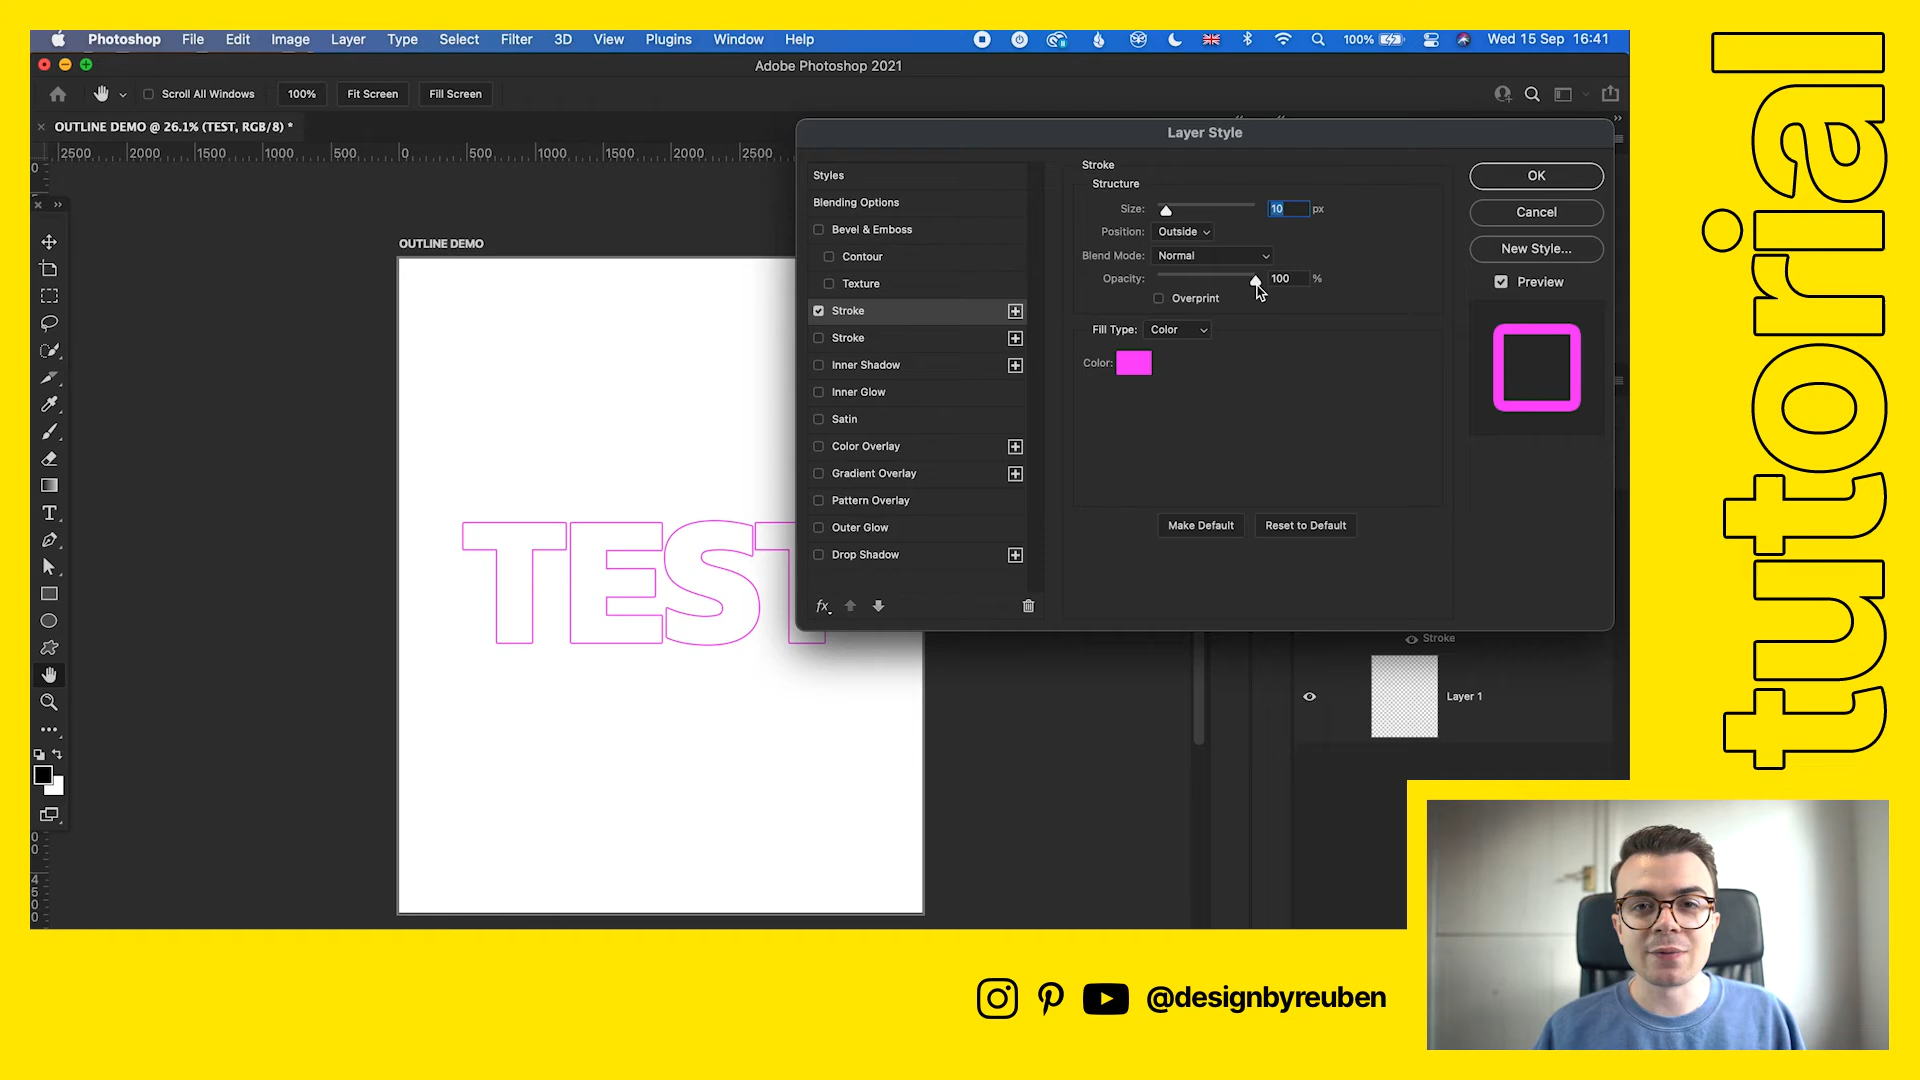 Photoshop File Edit Image Layer Type Select Filter 3D View Plugins Window Help 100% Wed 15 Sep 16:41
Adobe Photoshop 2021
Scroll All Windows 100% Fit Screen Fill Screen
× OUTLINE DEMO @ 26.1% (TEST, RGB/8) *
2500 2000 1500 1000 500 0 500 1000 1500 2000 2500
OUTLINE DEMO
TEST
Layer Style
Styles
Blending Options
Bevel & Emboss
Contour
Texture
Stroke
Stroke
Inner Shadow
Inner Glow
Satin
Color Overlay
Gradient Overlay
Pattern Overlay
Outer Glow
Drop Shadow
fx
Stroke
Structure
Size: 10 px
Position: Outside
Blend Mode: Normal
Opacity: 100 %
Overprint
Fill Type: Color
Color:
Make Default Reset to Default
OK
Cancel
New Style...
Preview
Stroke
Layer 1
tutorial
@designbyreuben